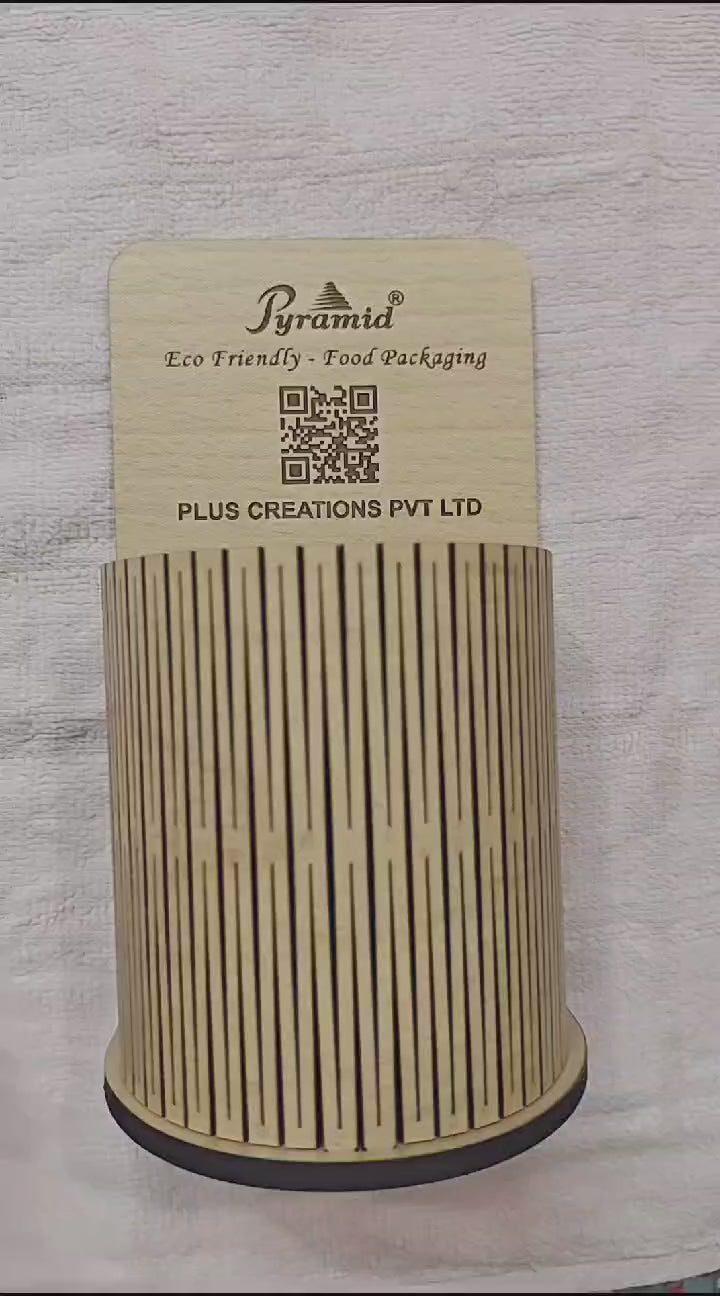 Pyramid®
Eco Friendly - Food Packaging
PLUS CREATIONS PVT LTD